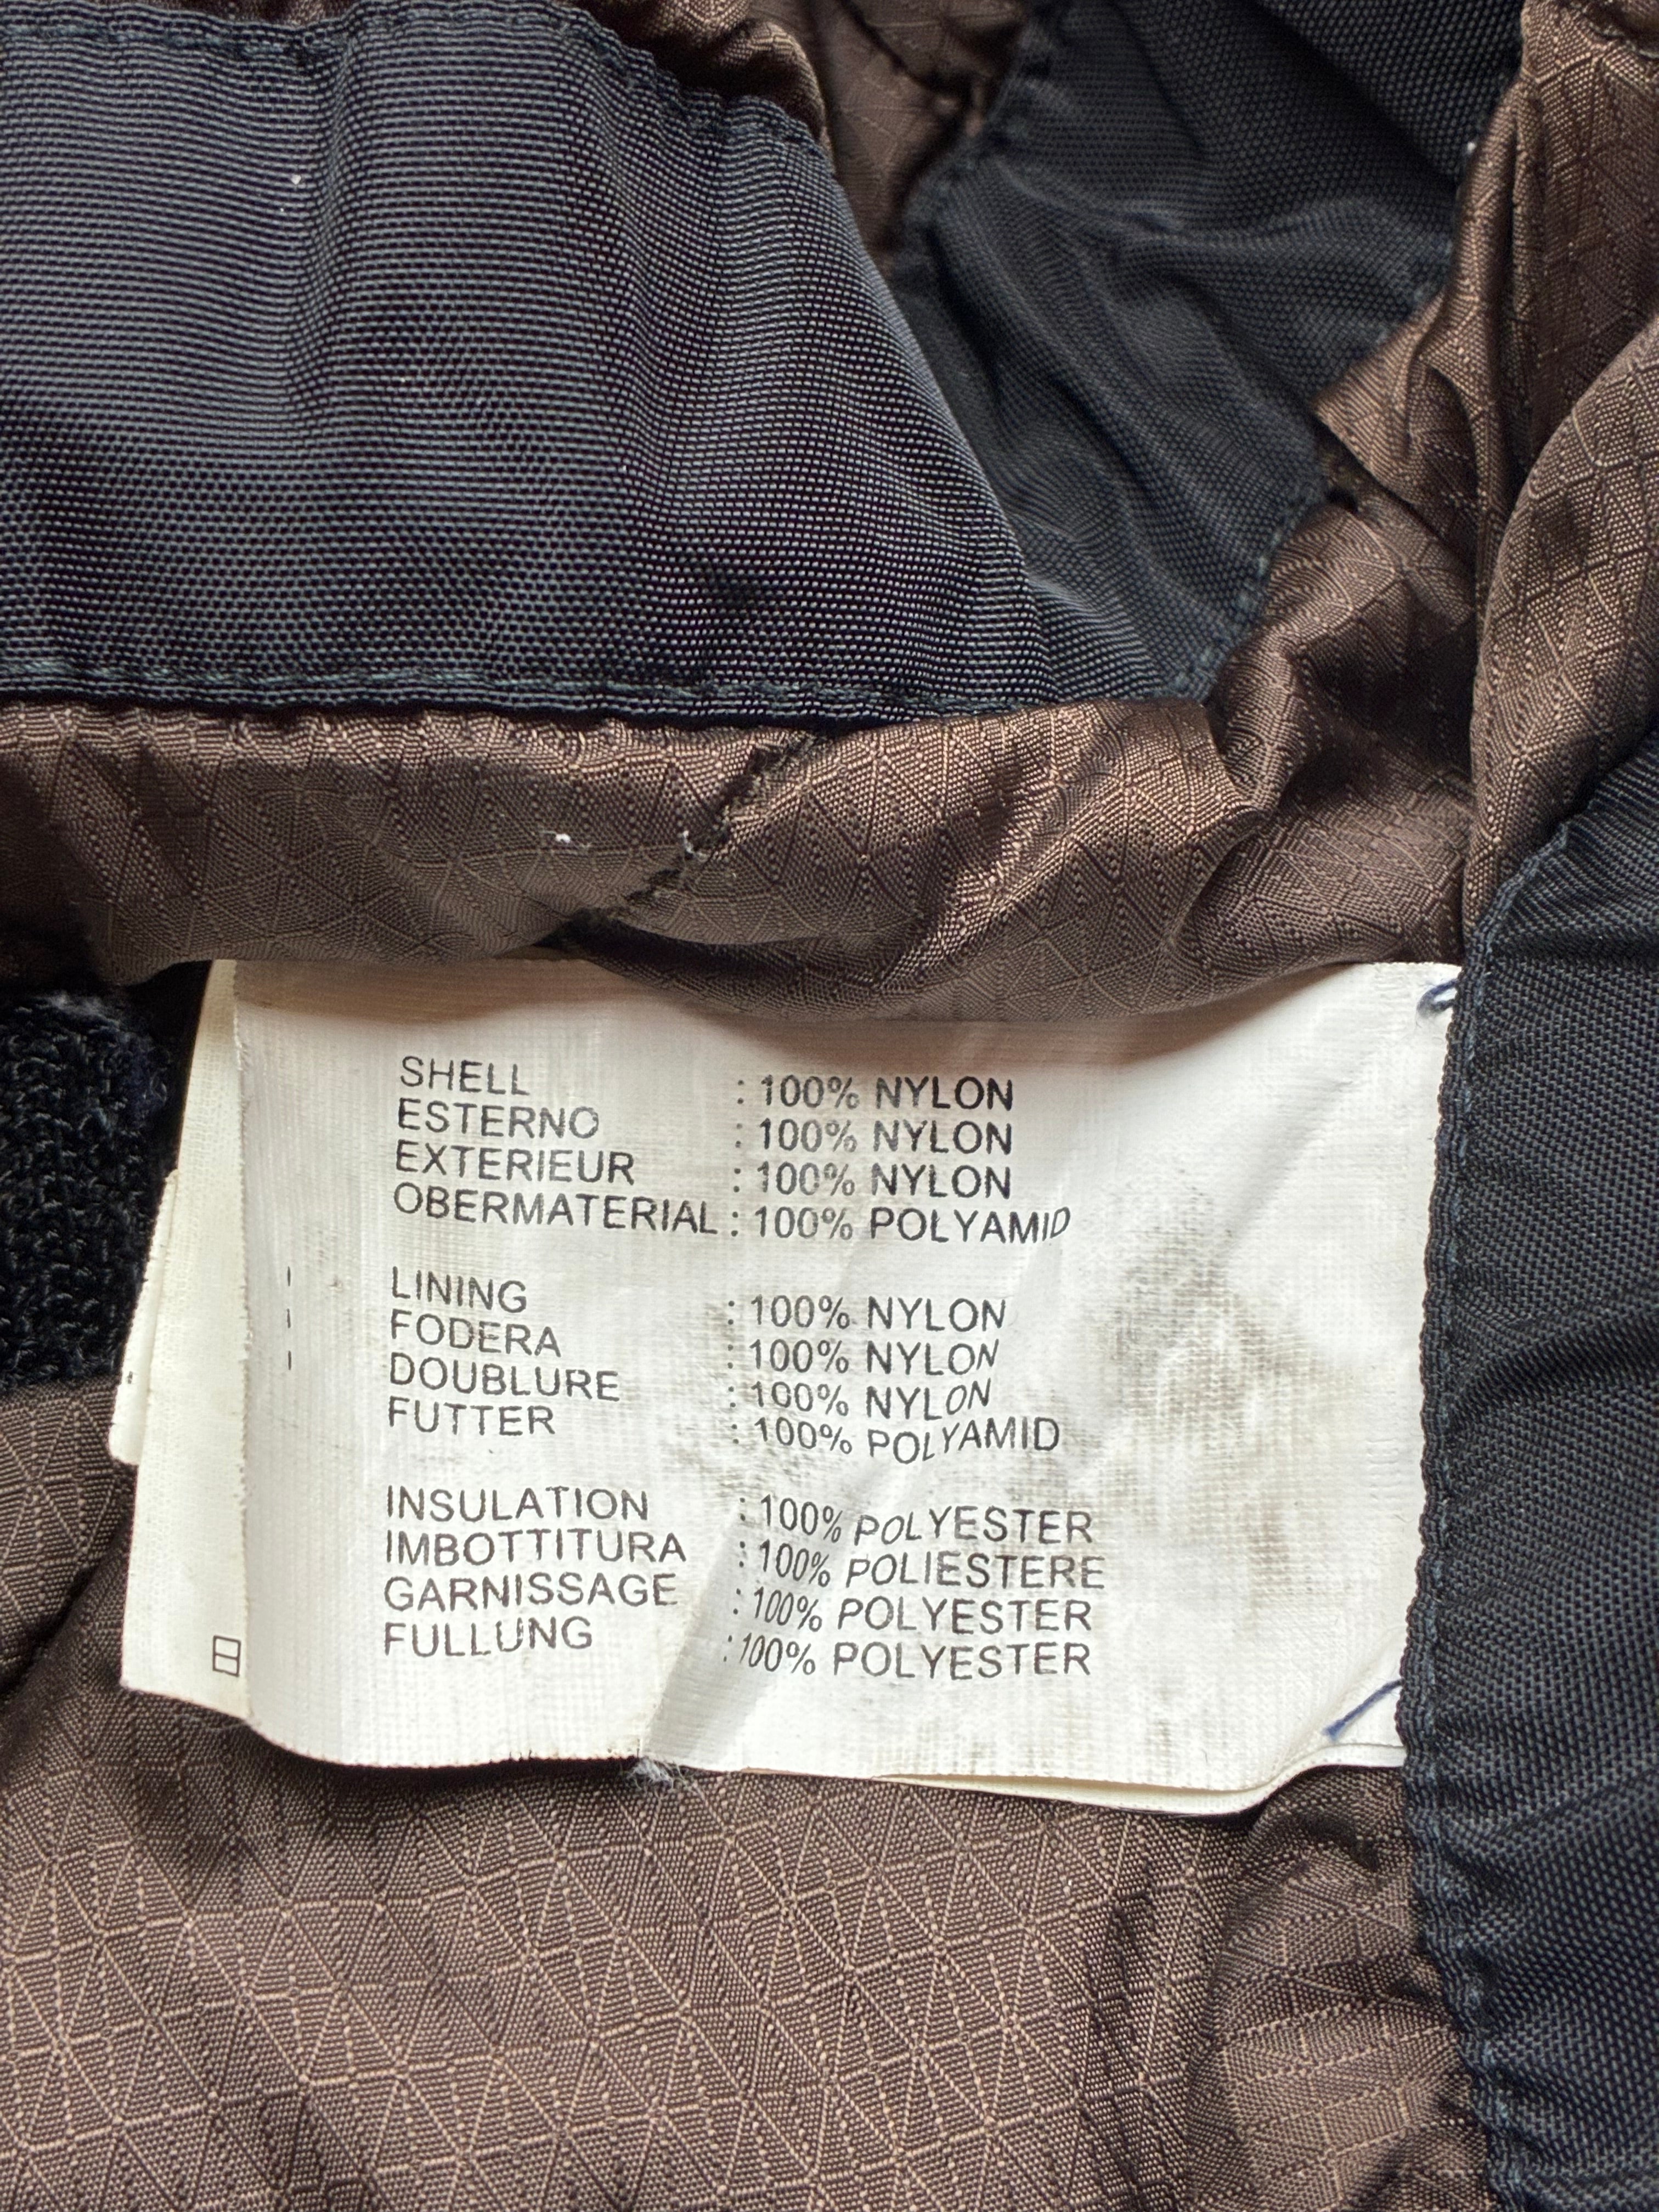 SHELL : 100% NYLON
ESTERNO : 100% NYLON
EXTERIEUR : 100% NYLON
OBERMATERIAL : 100% POLYAMID
LINING : 100% NYLON
FODERA : 100% NYLON
DOUBLURE : 100% NYLON
FUTTER : 100% POLYAMID
INSULATION : 100% POLYESTER
IMBOTTITURA : 100% POLIESTERE
GARNISSAGE : 100% POLYESTER
FULLUNG : 100% POLYESTER